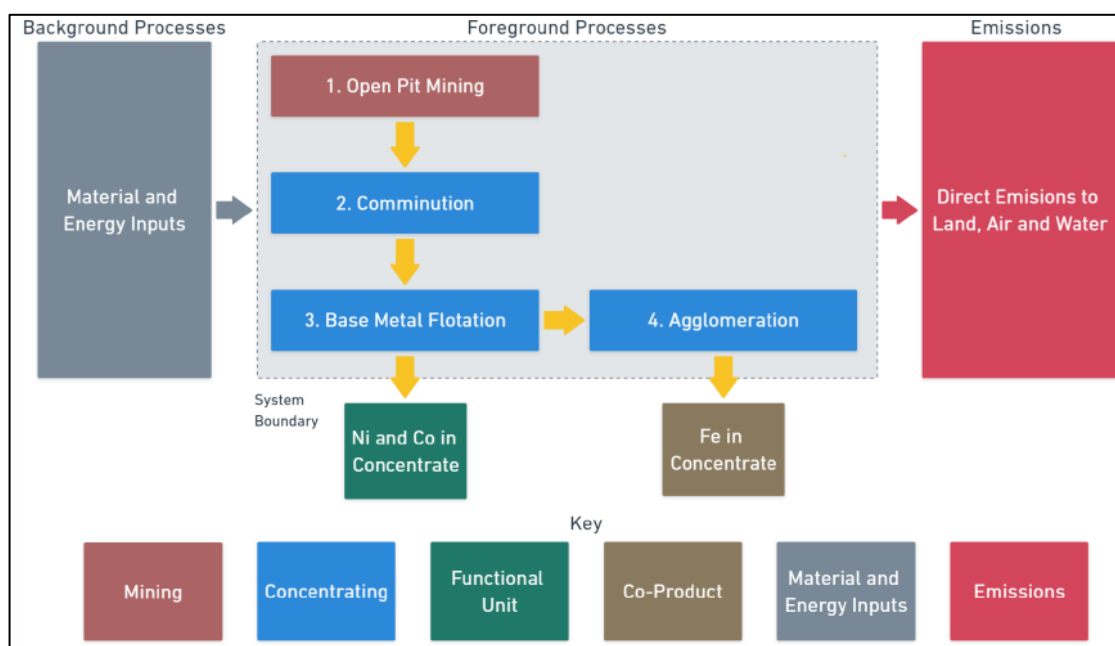 Background Processes
Foreground Processes
Emissions
1. Open Pit Mining
Material and
Energy Inputs
2. Comminution
Direct Emisions to
Land, Air and Water
3. Base Metal Flotation
4. Agglomeration
System
Boundary
Ni and Co in
Concentrate
Fe in
Concentrate
Key
Mining
Concentrating
Functional
Unit
Co-Product
Material and
Energy Inputs
Emissions